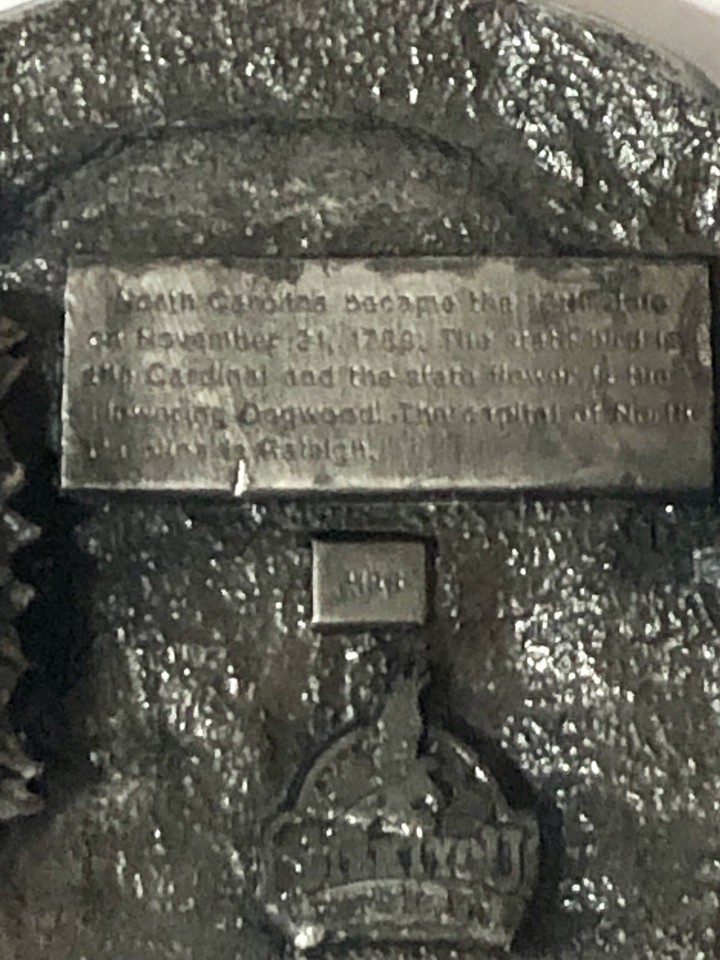 North Carolina became the state
on November 21, 1789. The state bird is
the Cardinal and the state flower is the
Flowering Dogwood. The capital of North
Carolina is Raleigh.